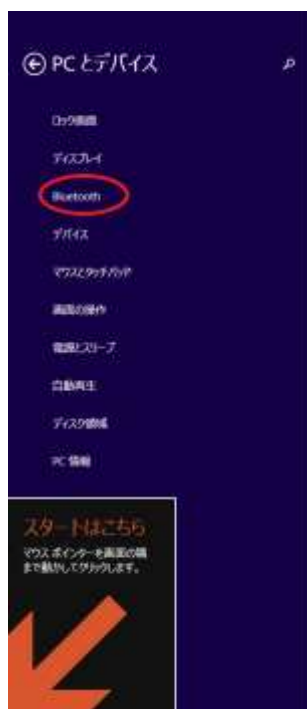 PC とデバイス
ロック画面
ディスプレイ
Bluetooth
デバイス
マウスとタッチパッド
画面の操作
電源とスリープ
自動再生
ディスク領域
PC 情報
スタートはこちら
マウス ポインターを画面の隅
まで動かしてクリックします。